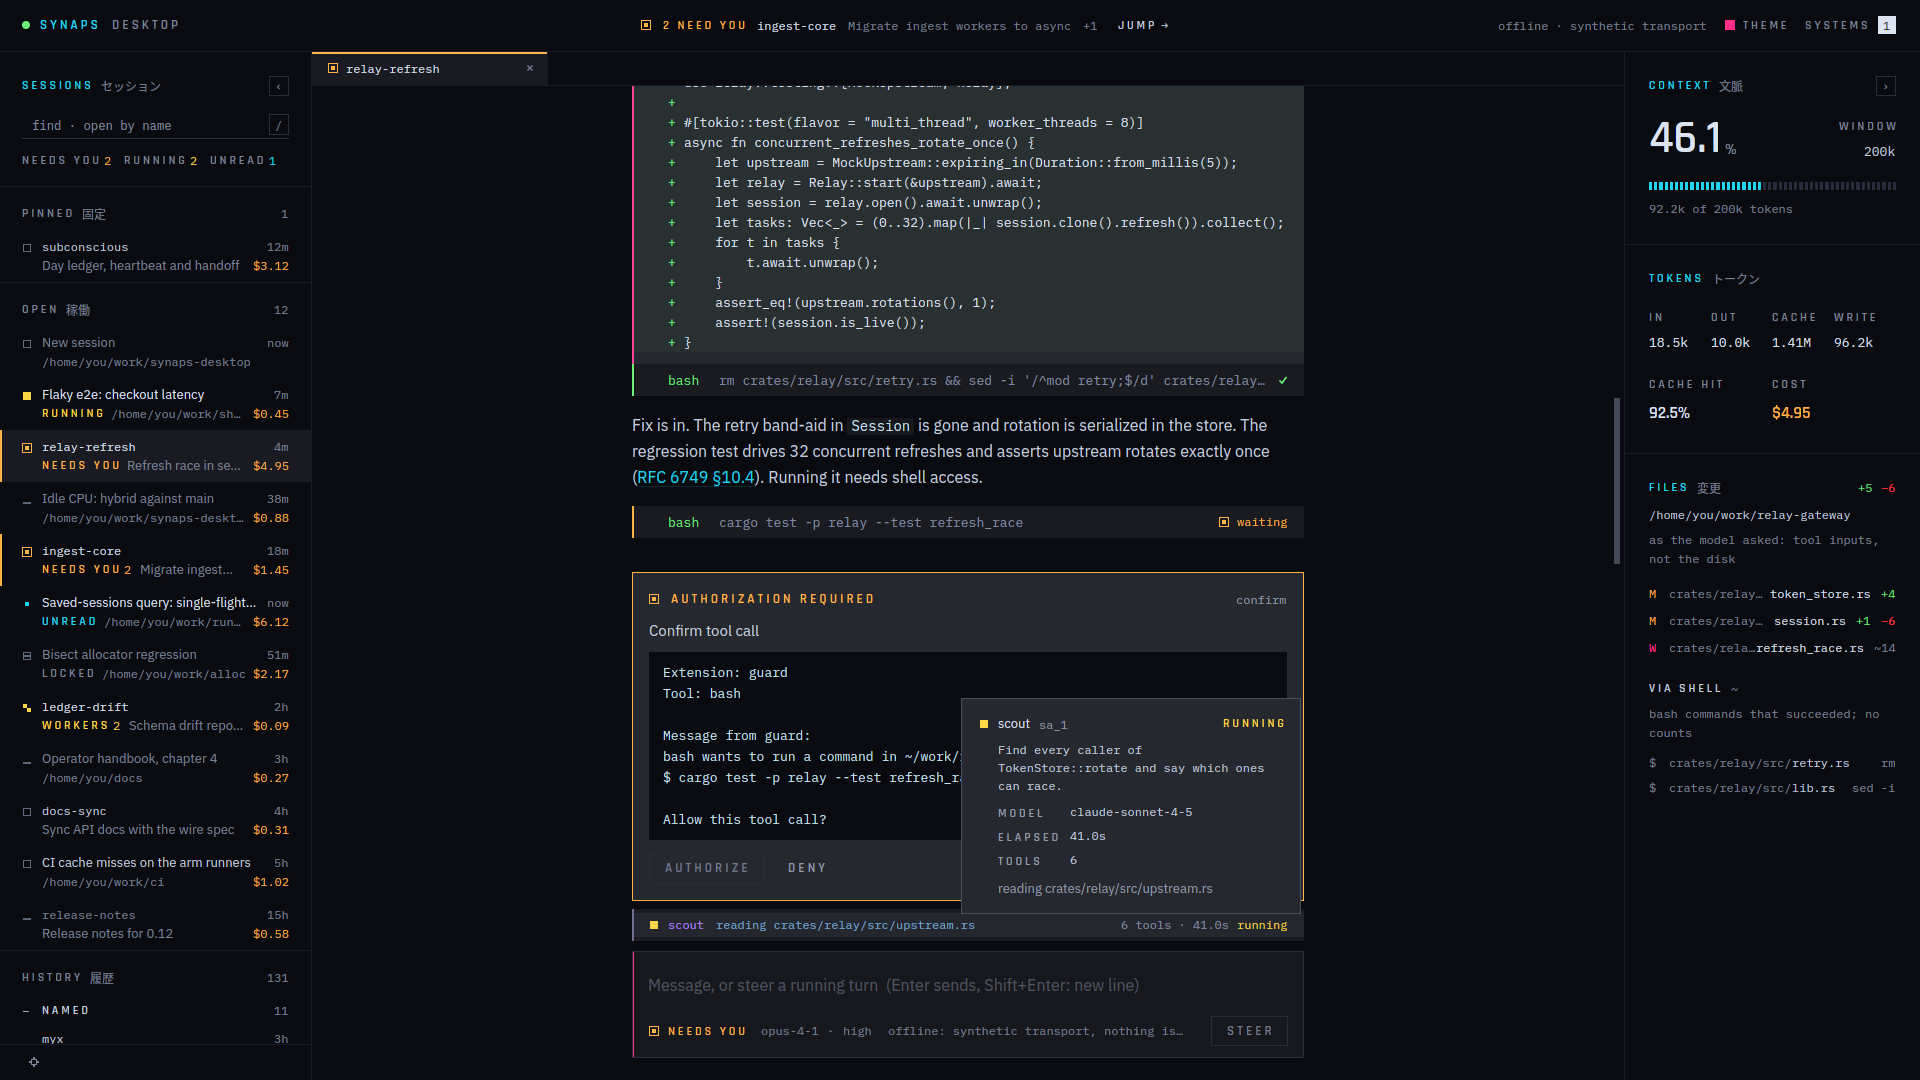 SYNAPS DESKTOP
2 NEED YOU ingest-core Migrate ingest workers to async +1 JUMP →
offline · synthetic transport THEME SYSTEMS 1
SESSIONS セッション ‹
find · open by name /
NEEDS YOU 2 RUNNING 2 UNREAD 1
PINNED 固定 1
subconscious 12m
Day ledger, heartbeat and handoff $3.12
OPEN 稼働 12
New session now
/home/you/work/synaps-desktop
Flaky e2e: checkout latency 7m
RUNNING /home/you/work/sh… $0.45
relay-refresh 4m
NEEDS YOU Refresh race in se… $4.95
Idle CPU: hybrid against main 38m
/home/you/work/synaps-deskt… $0.88
ingest-core 18m
NEEDS YOU 2 Migrate ingest… $1.45
Saved-sessions query: single-flight… now
UNREAD /home/you/work/run… $6.12
Bisect allocator regression 51m
LOCKED /home/you/work/alloc $2.17
ledger-drift 2h
WORKERS 2 Schema drift repo… $0.09
Operator handbook, chapter 4 3h
/home/you/docs $0.27
docs-sync 4h
Sync API docs with the wire spec $0.31
CI cache misses on the arm runners 5h
/home/you/work/ci $1.02
release-notes 15h
Release notes for 0.12 $0.58
HISTORY 履歴 131
– NAMED 11
myx 3h
relay-refresh ×
+
+ #[tokio::test(flavor = "multi_thread", worker_threads = 8)]
+ async fn concurrent_refreshes_rotate_once() {
+     let upstream = MockUpstream::expiring_in(Duration::from_millis(5));
+     let relay = Relay::start(&upstream).await;
+     let session = relay.open().await.unwrap();
+     let tasks: Vec<_> = (0..32).map(|_| session.clone().refresh()).collect();
+     for t in tasks {
+         t.await.unwrap();
+     }
+     assert_eq!(upstream.rotations(), 1);
+     assert!(session.is_live());
+ }
bash rm crates/relay/src/retry.rs && sed -i '/^mod retry;$/d' crates/relay… ✓
Fix is in. The retry band-aid in Session is gone and rotation is serialized in the store. The
regression test drives 32 concurrent refreshes and asserts upstream rotates exactly once
(RFC 6749 §10.4). Running it needs shell access.
bash cargo test -p relay --test refresh_race waiting
AUTHORIZATION REQUIRED confirm
Confirm tool call
Extension: guard
Tool: bash
Message from guard:
bash wants to run a command in ~/work/
$ cargo test -p relay --test refresh_r
Allow this tool call?
AUTHORIZE DENY
scout sa_1 RUNNING
Find every caller of
TokenStore::rotate and say which ones
can race.
MODEL claude-sonnet-4-5
ELAPSED 41.0s
TOOLS 6
reading crates/relay/src/upstream.rs
scout reading crates/relay/src/upstream.rs 6 tools · 41.0s running
Message, or steer a running turn (Enter sends, Shift+Enter: new line)
NEEDS YOU opus-4-1 · high offline: synthetic transport, nothing is… STEER
CONTEXT 文脈 ›
46.1% WINDOW
200k
92.2k of 200k tokens
TOKENS トークン
IN OUT CACHE WRITE
18.5k 10.0k 1.41M 96.2k
CACHE HIT COST
92.5% $4.95
FILES 変更 +5 −6
/home/you/work/relay-gateway
as the model asked: tool inputs,
not the disk
M crates/relay… token_store.rs +4
M crates/relay… session.rs +1 −6
W crates/rela…refresh_race.rs ~14
VIA SHELL ~
bash commands that succeeded; no
counts
$ crates/relay/src/retry.rs rm
$ crates/relay/src/lib.rs sed -i